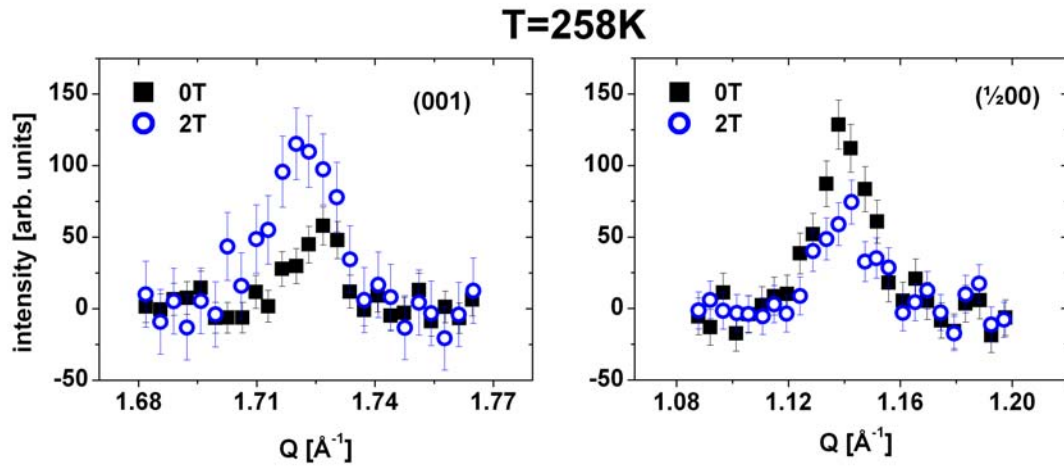 T=258K
0T
2T
(001)
150
100
50
0
-50
1.68
1.71
1.74
1.77
intensity [arb. units]
Q [Å⁻¹]
0T
2T
(½00)
150
100
50
0
-50
1.08
1.12
1.16
1.20
Q [Å⁻¹]